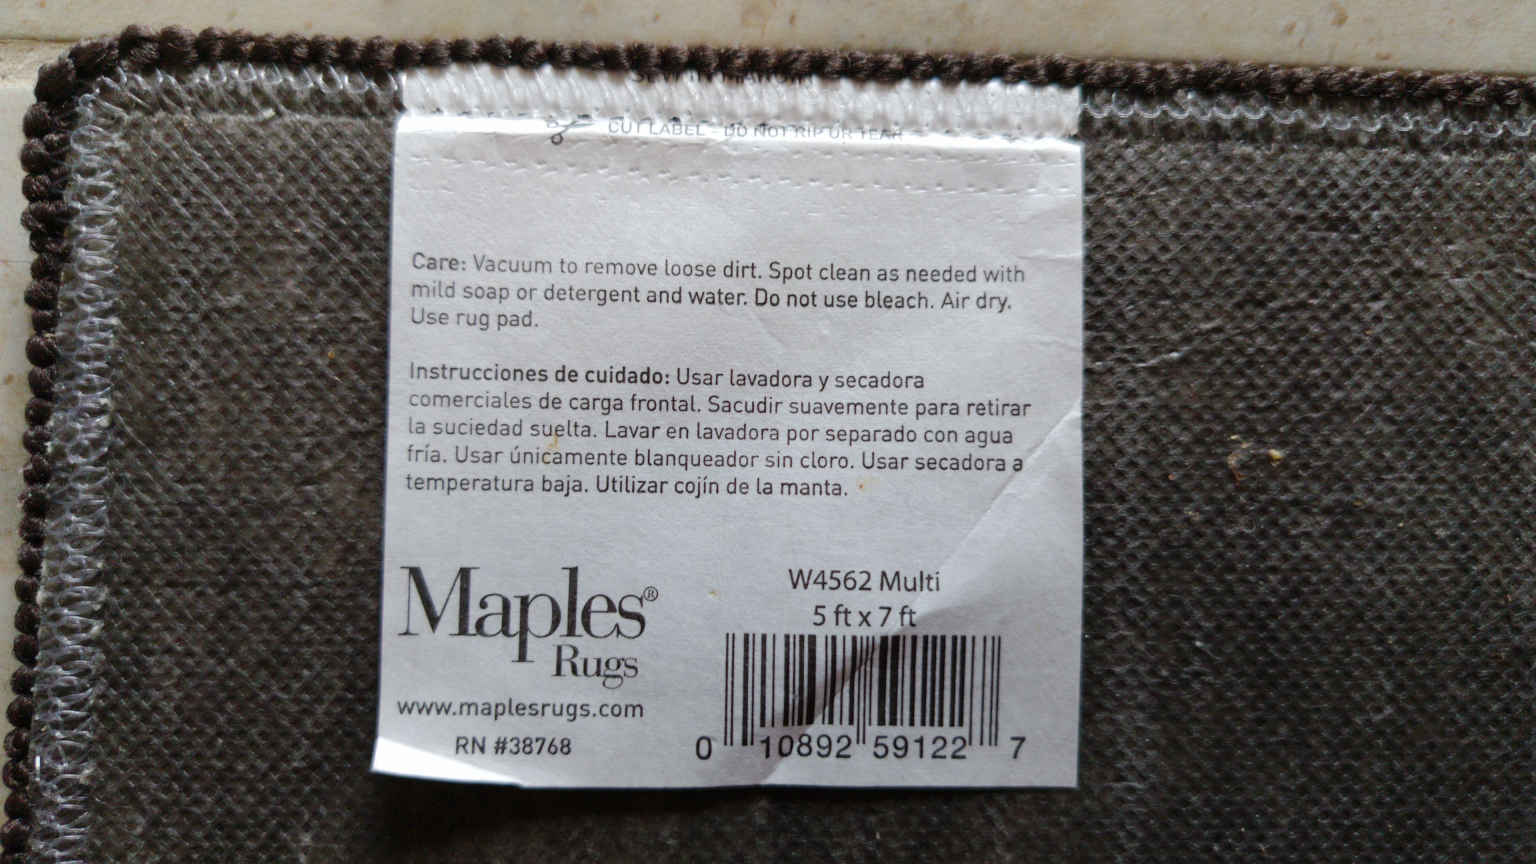 CUT LABEL - DO NOT RIP OR TEAR
Care: Vacuum to remove loose dirt. Spot clean as needed with
mild soap or detergent and water. Do not use bleach. Air dry.
Use rug pad.
Instrucciones de cuidado: Usar lavadora y secadora
comerciales de carga frontal. Sacudir suavemente para retirar
la suciedad suelta. Lavar en lavadora por separado con agua
fría. Usar únicamente blanqueador sin cloro. Usar secadora a
temperatura baja. Utilizar cojín de la manta.
Maples®
Rugs
www.maplesrugs.com
RN #38768
W4562 Multi
5 ft x 7 ft
0 10892 59122 7